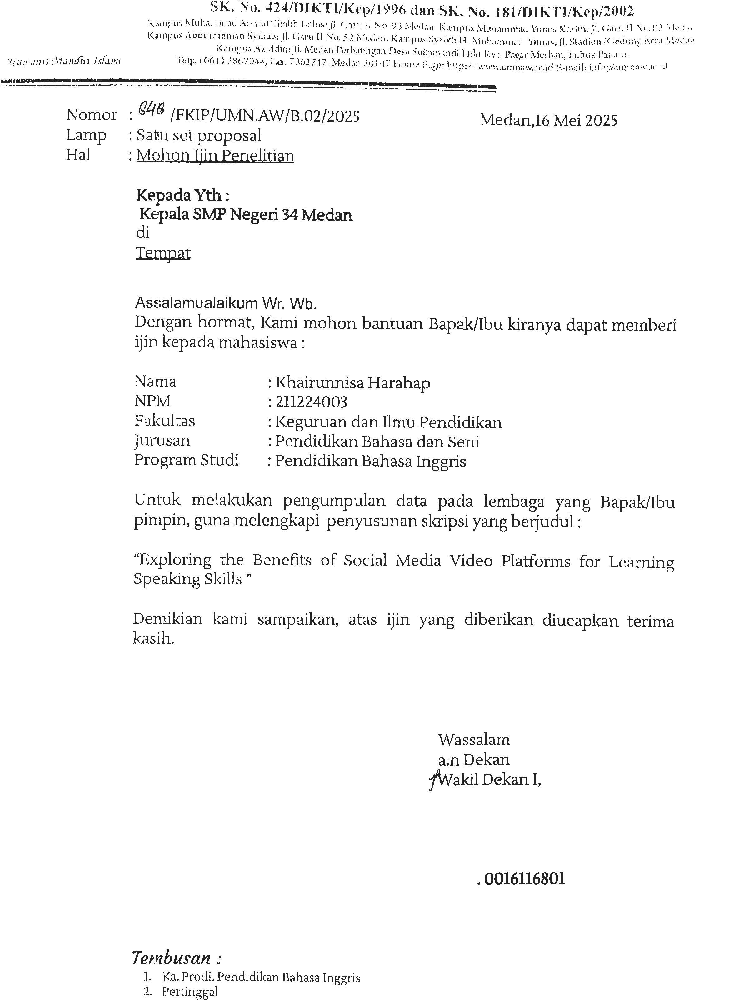 SK. No. 424/DIKTI/Kep/1996 dan SK. No. 181/DIKTI/Kep/2002
Kampus Muhammad Arsyad Thalib Lubis: Jl. Garu II No. 93 Medan Kampus Muhammad Yunus Karim: Jl. Garu II No. 02 Medan
Kampus Abdurrahman Syihab: Jl. Garu II No. 52 Medan, Kampus Syeikh H. Muhammad Yunus, Jl. Stadion/Gedung Arca Medan
Kampus Azuddin: Jl. Medan Perbaungan Desa Sukamandi Hilir Kec. Pagar Merbau, Lubuk Pakam.
Humanis Mandiri Islami
Telp. (061) 7867044, Fax. 7862747, Medan 20147 Home Page: http://www.umnaw.ac.id E-mail: info@umnaw.ac.id
Nomor : 848 /FKIP/UMN.AW/B.02/2025
Medan,16 Mei 2025
Lamp : Satu set proposal
Hal : Mohon Ijin Penelitian
Kepada Yth :
Kepala SMP Negeri 34 Medan
di
Tempat
Assalamualaikum Wr. Wb.
Dengan hormat, Kami mohon bantuan Bapak/Ibu kiranya dapat memberi
ijin kepada mahasiswa :
Nama : Khairunnisa Harahap
NPM : 211224003
Fakultas : Keguruan dan Ilmu Pendidikan
Jurusan : Pendidikan Bahasa dan Seni
Program Studi : Pendidikan Bahasa Inggris
Untuk melakukan pengumpulan data pada lembaga yang Bapak/Ibu
pimpin, guna melengkapi penyusunan skripsi yang berjudul :
“Exploring the Benefits of Social Media Video Platforms for Learning
Speaking Skills ”
Demikian kami sampaikan, atas ijin yang diberikan diucapkan terima
kasih.
Wassalam
a.n Dekan
Wakil Dekan I,
. 0016116801
Tembusan :
1. Ka. Prodi. Pendidikan Bahasa Inggris
2. Pertinggal